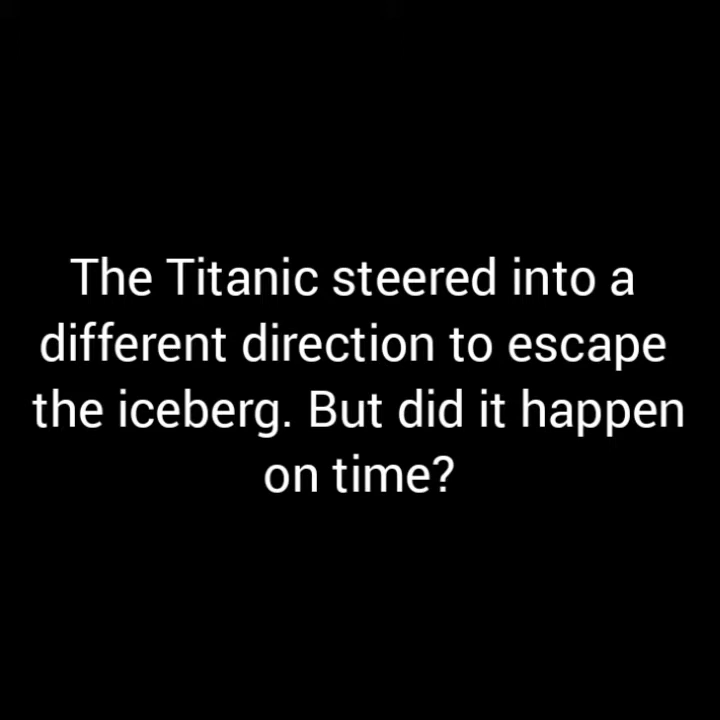 The Titanic steered into a
different direction to escape
the iceberg. But did it happen
on time?